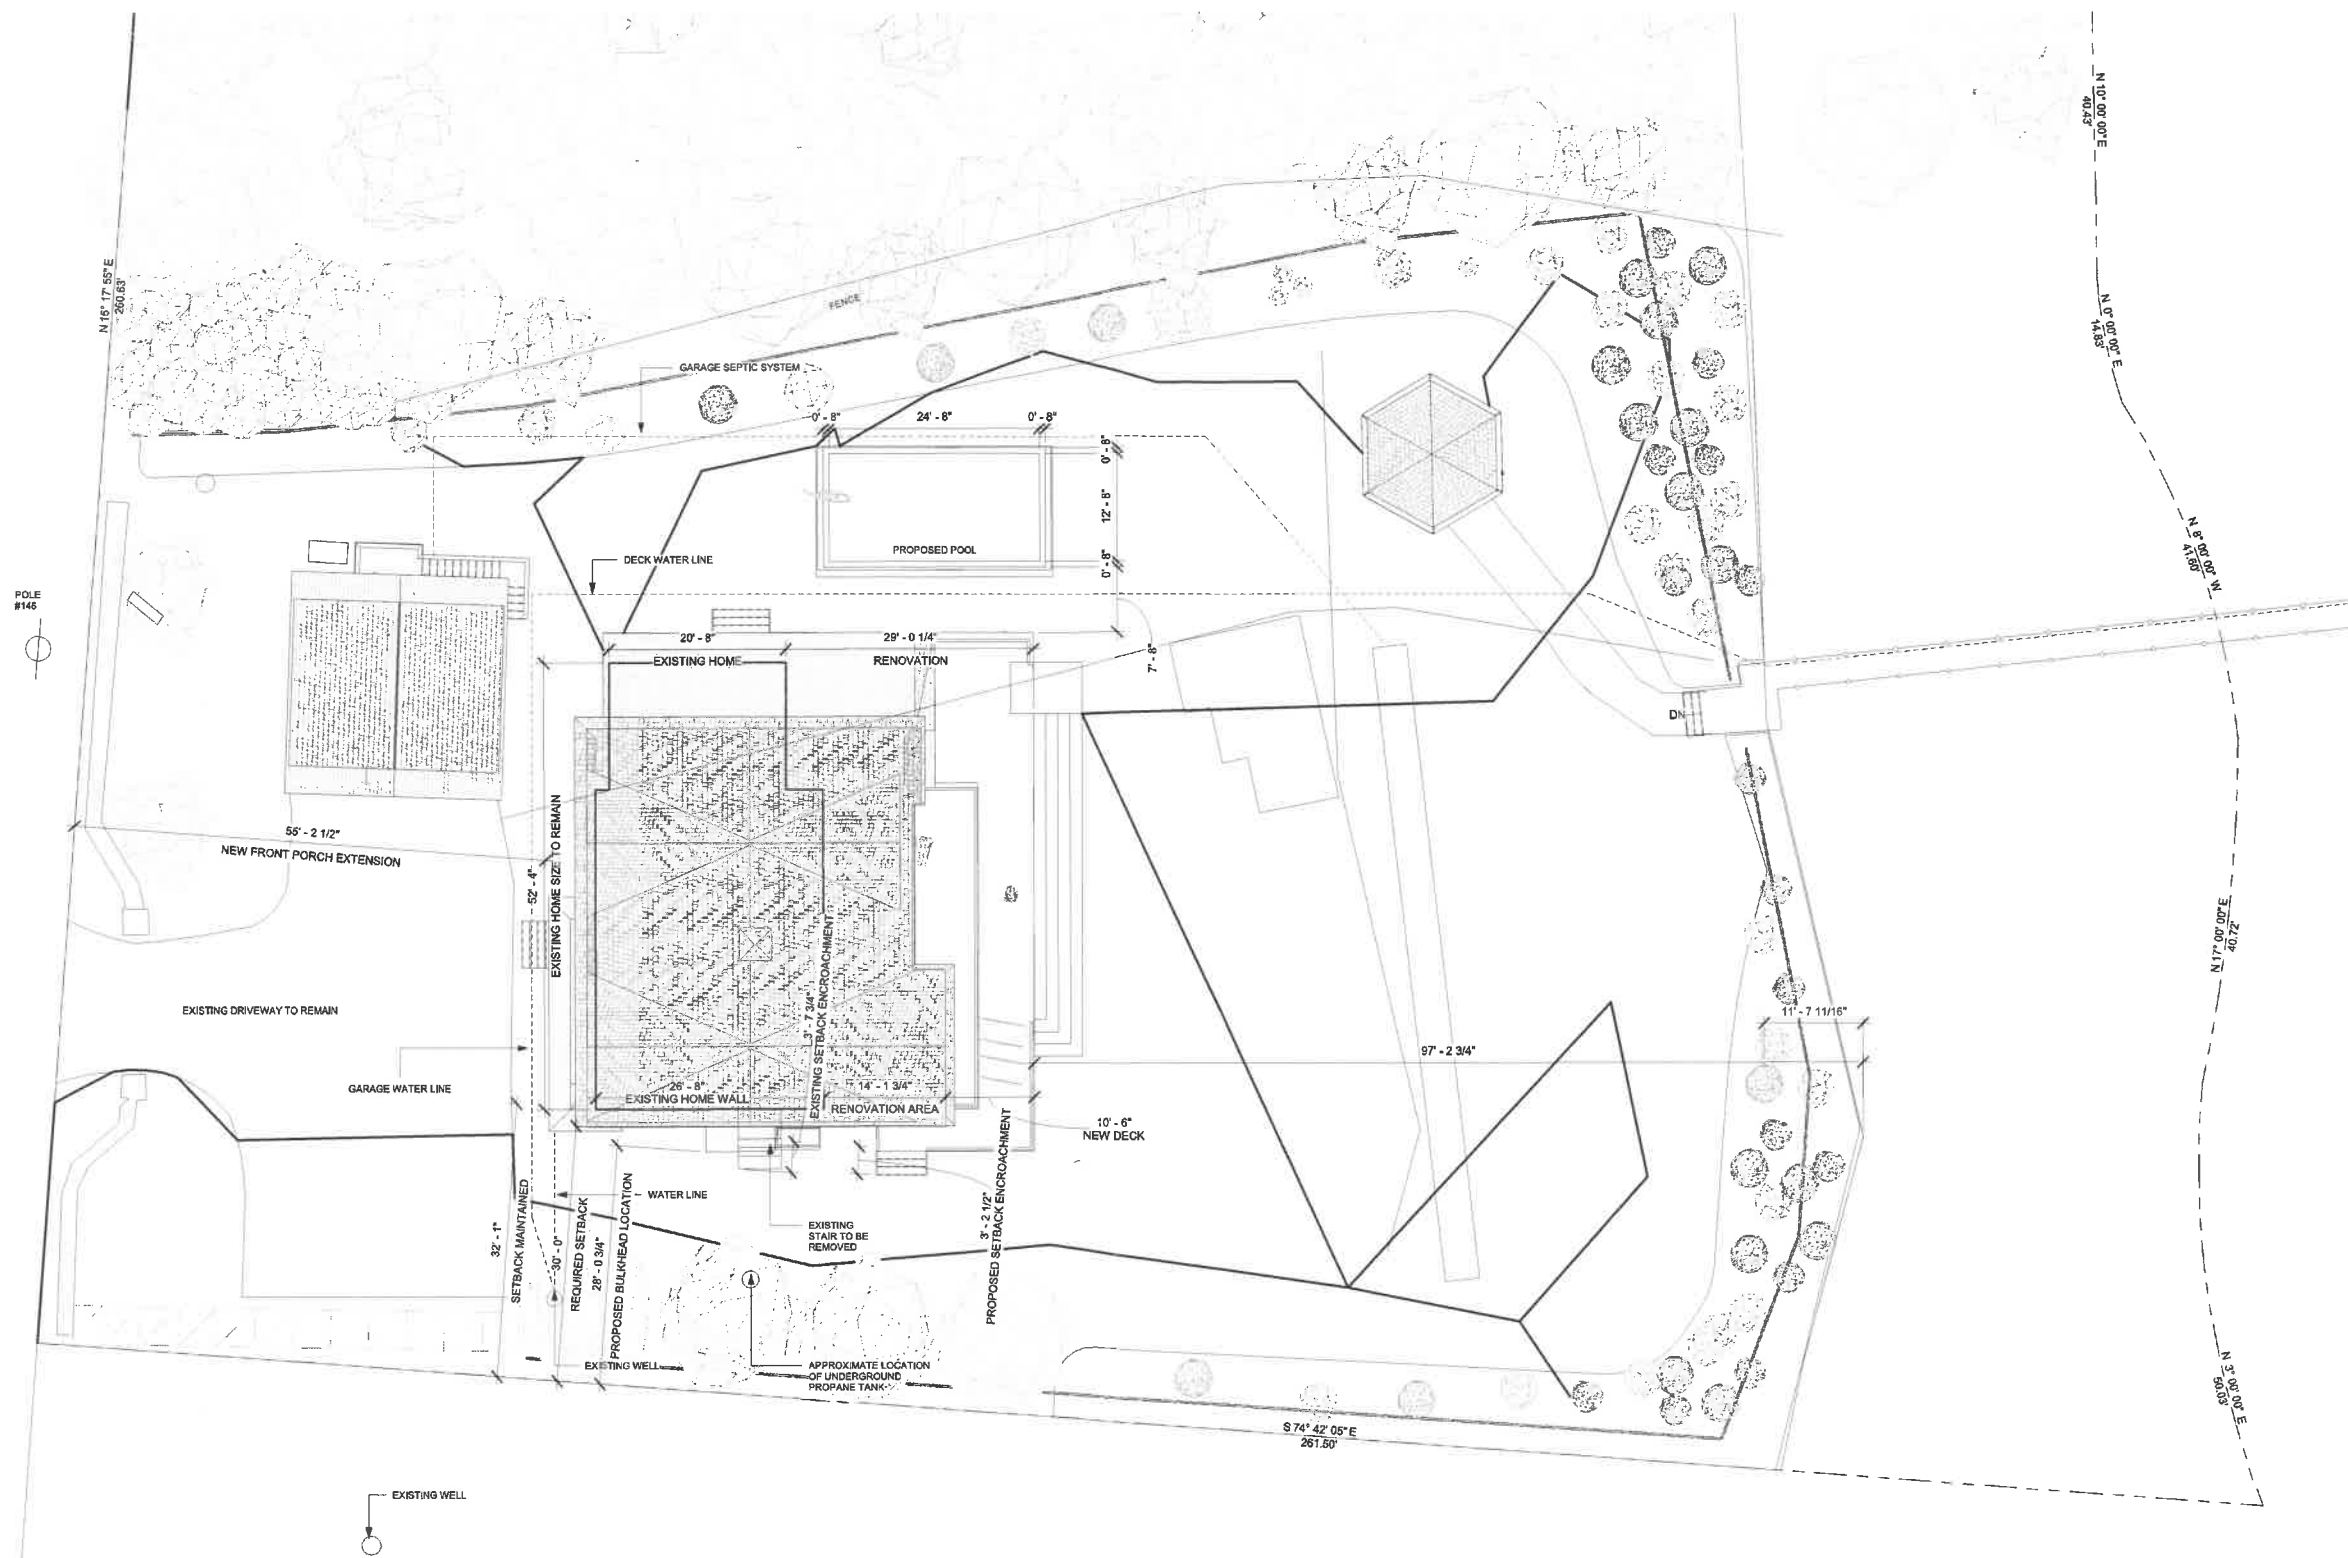 N 10° 00' 00" E
40.43'
N 16° 17' 55" E
260.63'
FENCE
N 0° 00' 00" E
14.83'
GARAGE SEPTIC SYSTEM
0' - 8"
24' - 8"
0' - 8"
0' - 8"
12' - 8"
0' - 8"
PROPOSED POOL
DECK WATER LINE
N 8° 00' 00" W
41.60'
POLE
#146
20' - 8"
29' - 0 1/4"
EXISTING HOME
RENOVATION
7' - 8"
DN
55' - 2 1/2"
NEW FRONT PORCH EXTENSION
52' - 4"
EXISTING HOME SIZE TO REMAIN
N 17° 00' 00" E
40.72'
3' - 7 3/4"
EXISTING SETBACK ENCROACHMENT
EXISTING DRIVEWAY TO REMAIN
11' - 7 11/16"
97' - 2 3/4"
GARAGE WATER LINE
26' - 8"
EXISTING HOME WALL
14' - 1 3/4"
RENOVATION AREA
10' - 6"
NEW DECK
WATER LINE
32' - 1"
SETBACK MAINTAINED
30' - 0"
REQUIRED SETBACK
28' - 0 3/4"
PROPOSED BULKHEAD LOCATION
EXISTING
STAIR TO BE
REMOVED
3' - 2 1/2"
PROPOSED SETBACK ENCROACHMENT
EXISTING WELL
APPROXIMATE LOCATION
OF UNDERGROUND
PROPANE TANK
N 3° 00' 00" E
50.03'
S 74° 42' 05" E
261.50'
EXISTING WELL